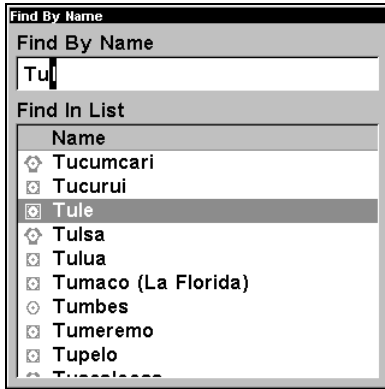 Find By Name
Find By Name
Tul
Find In List
Name
Tucumcari
Tucurui
Tule
Tulsa
Tulua
Tumaco (La Florida)
Tumbes
Tumeremo
Tupelo
Tuscaloosa